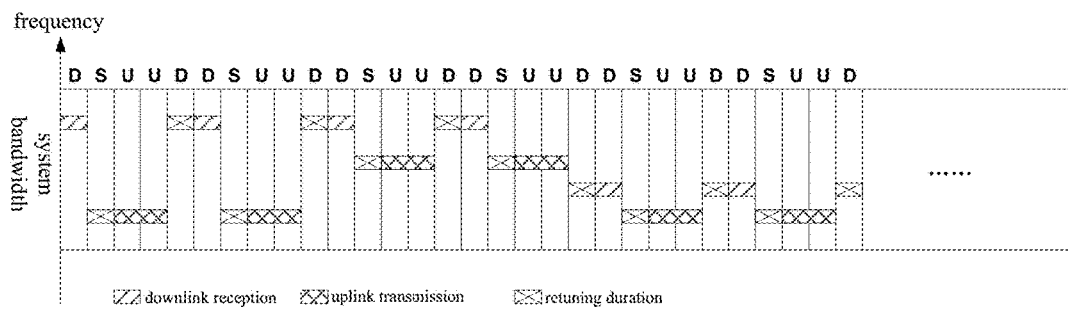 frequency
D S U U D D S U U D D S U U D D S U U D D S U U D D S U U D
system
bandwidth
......
downlink reception
uplink transmission
retuning duration